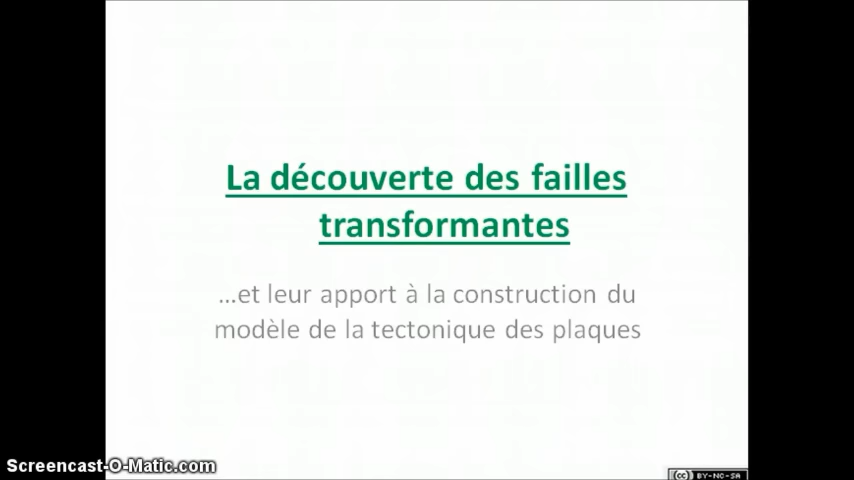 La découverte des failles
transformantes
...et leur apport à la construction du
modèle de la tectonique des plaques
Screencast-O-Matic.com
cc BY-NC-SA